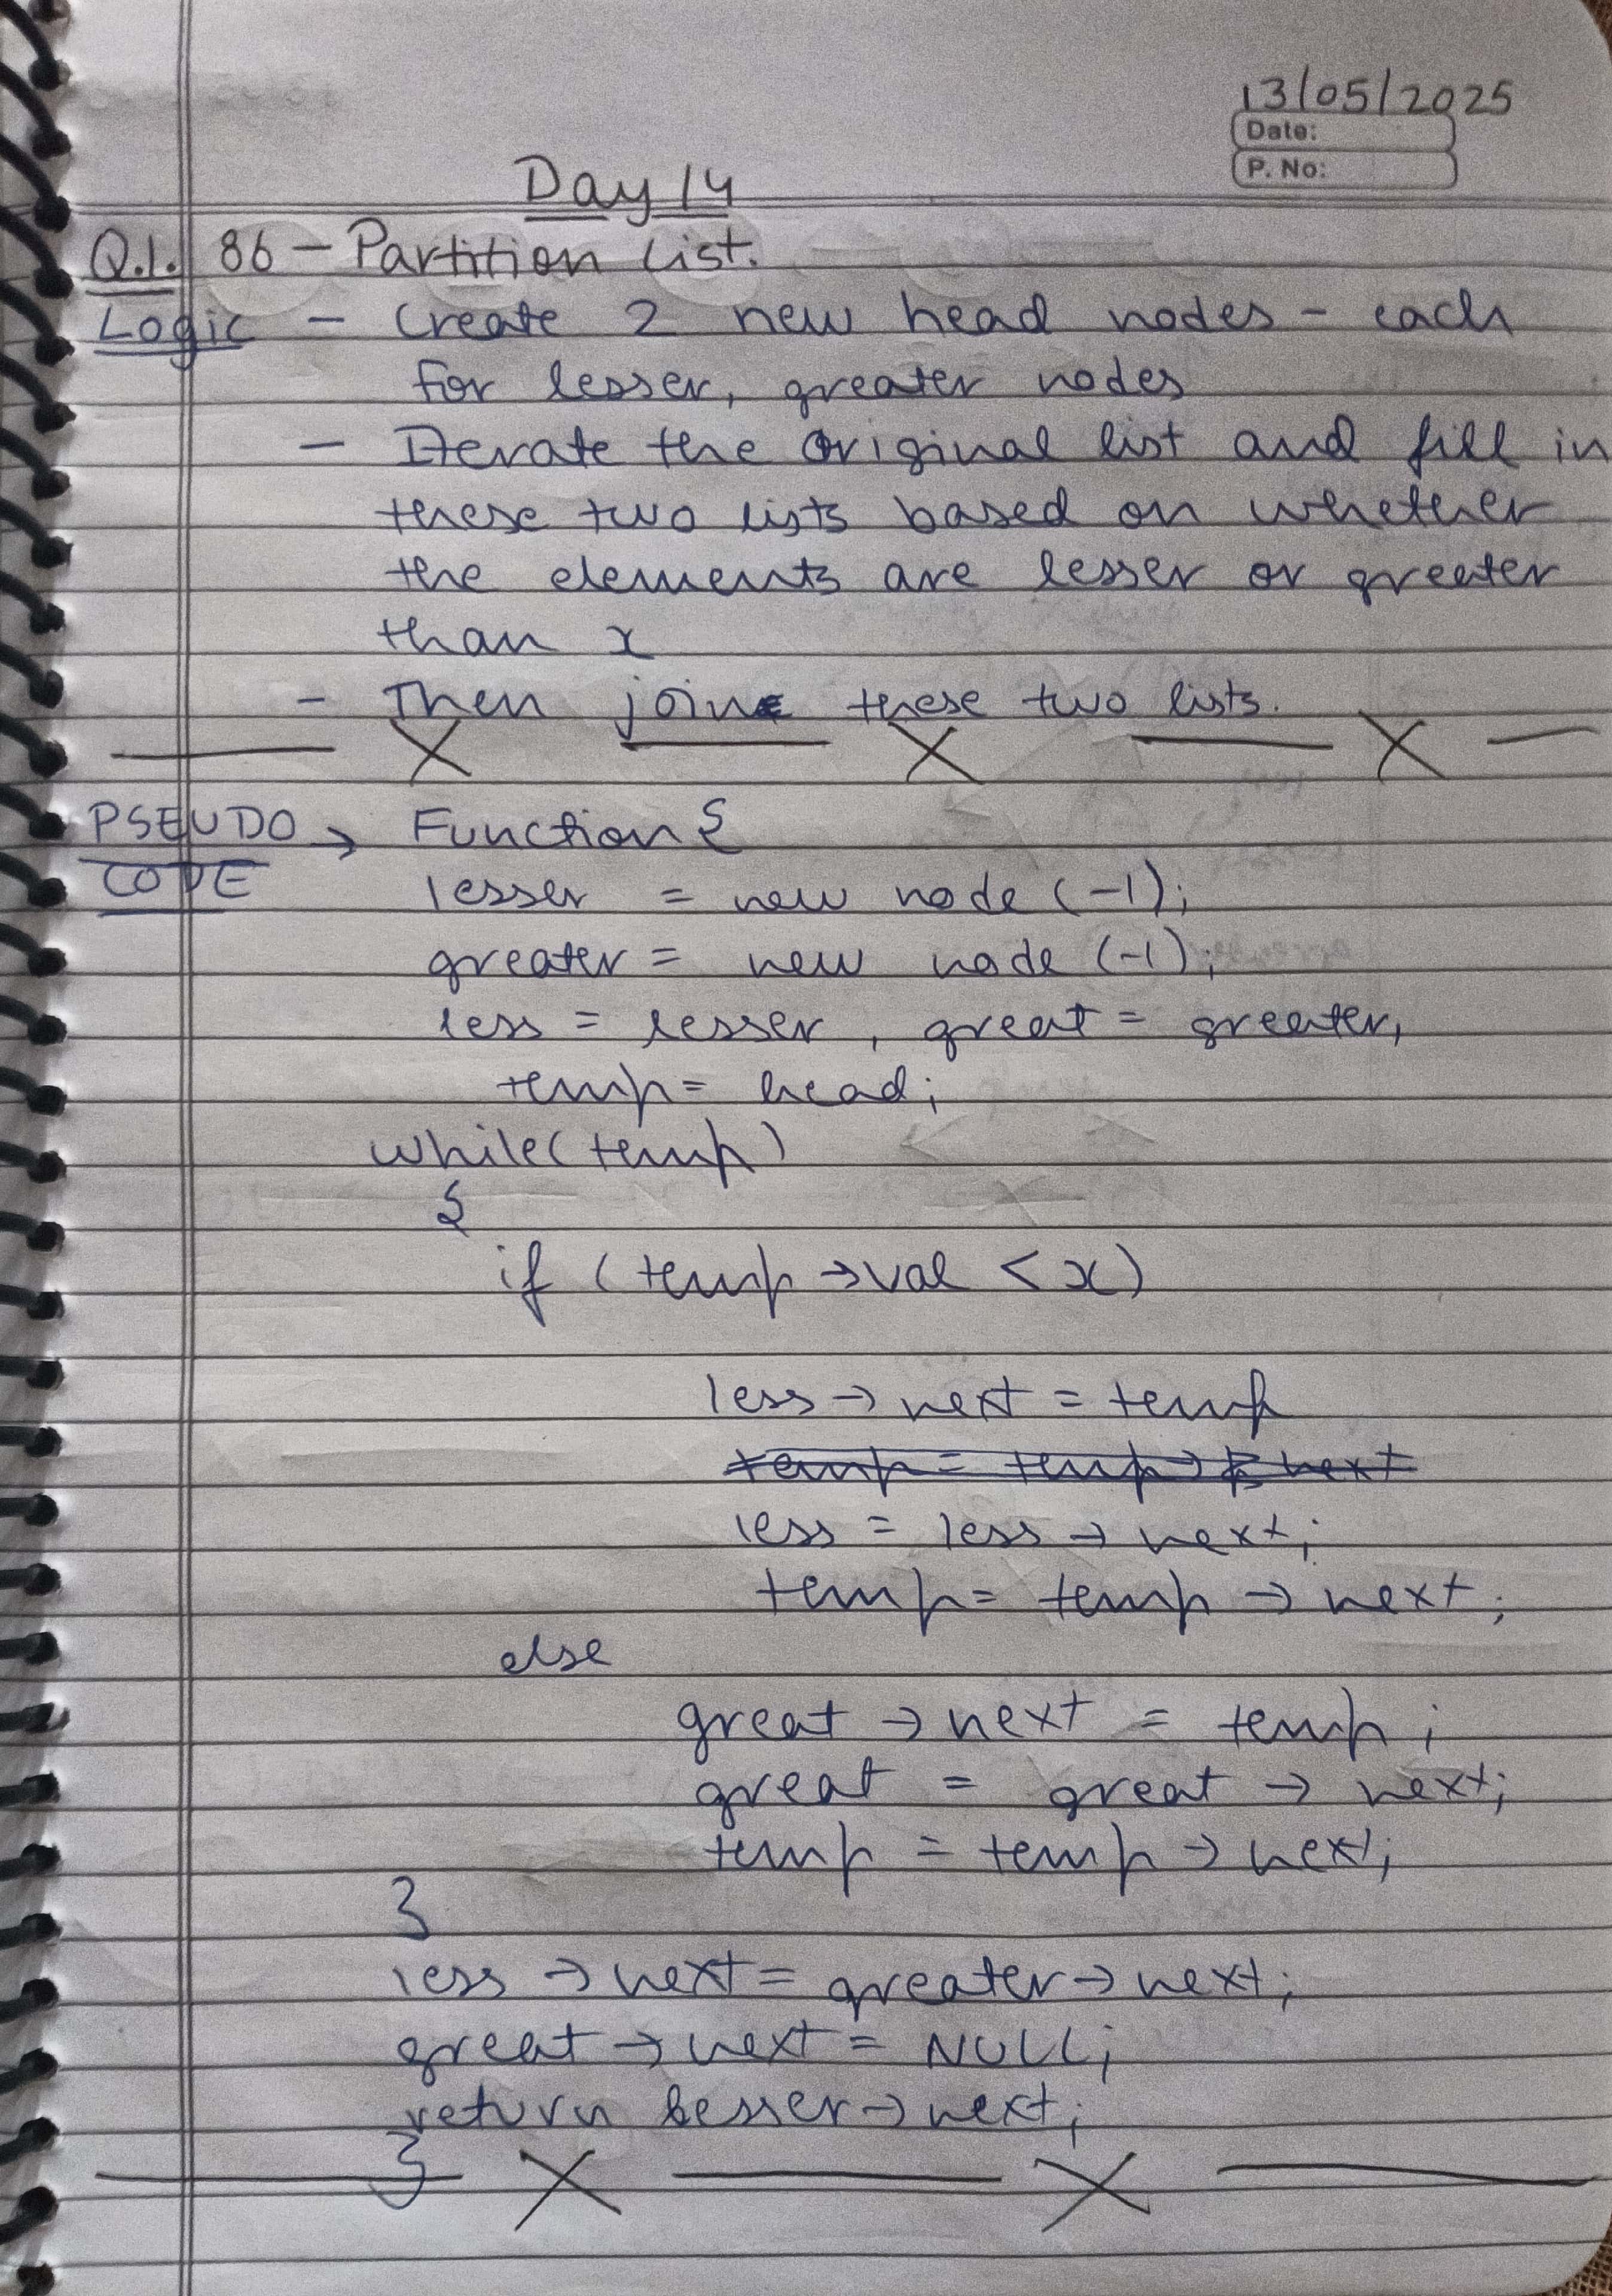 13/05/2025
Date:
P. No:
Day 14
Q.1. 86 - Partition List.
Logic - Create 2 new head nodes - each
for lesser, greater nodes
- Iterate the original list and fill in
these two lists based on whether
the elements are lesser or greater
than x
- Then join these two lists.
PSEUDO → Function {
CODE
lesser = new node (-1);
greater = new node (-1);
less = lesser, great = greater,
temp = head;
while(temp)
{
if (temp → val < x)
less → next = temp
temp = temp → next
less = less → next;
temp = temp → next;
else
great → next = temp;
great = great → next;
temp = temp → next;
}
less → next = greater → next;
great → next = NULL;
return lesser → next;
}